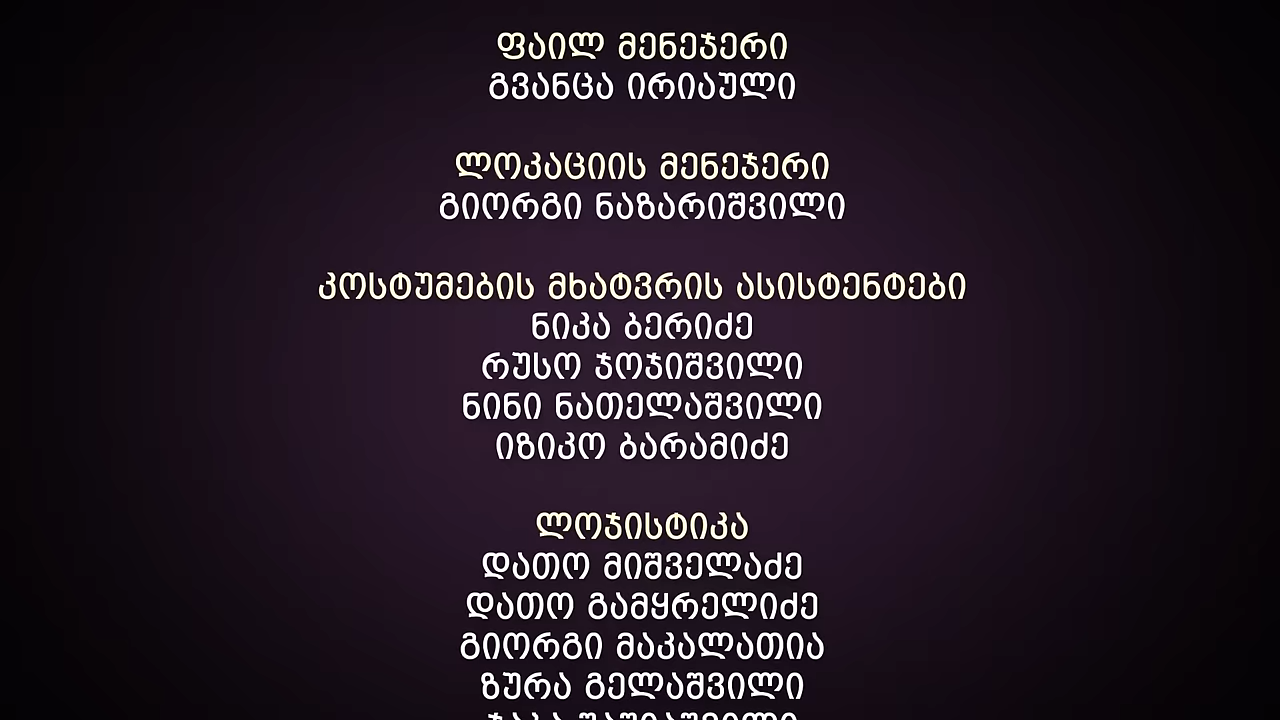 ფაილ მენეჯერი
გვანცა ირიაული
ლოკაციის მენეჯერი
გიორგი ნაზარიშვილი
კოსტუმების მხატვრის ასისტენტები
ნიკა ბერიძე
რუსო ჯოჯიშვილი
ნინი ნათელაშვილი
იზიკო ბარამიძე
ლოჯისტიკა
დათო მიშველაძე
დათო გამყრელიძე
გიორგი მაკალათია
ზურა გელაშვილი